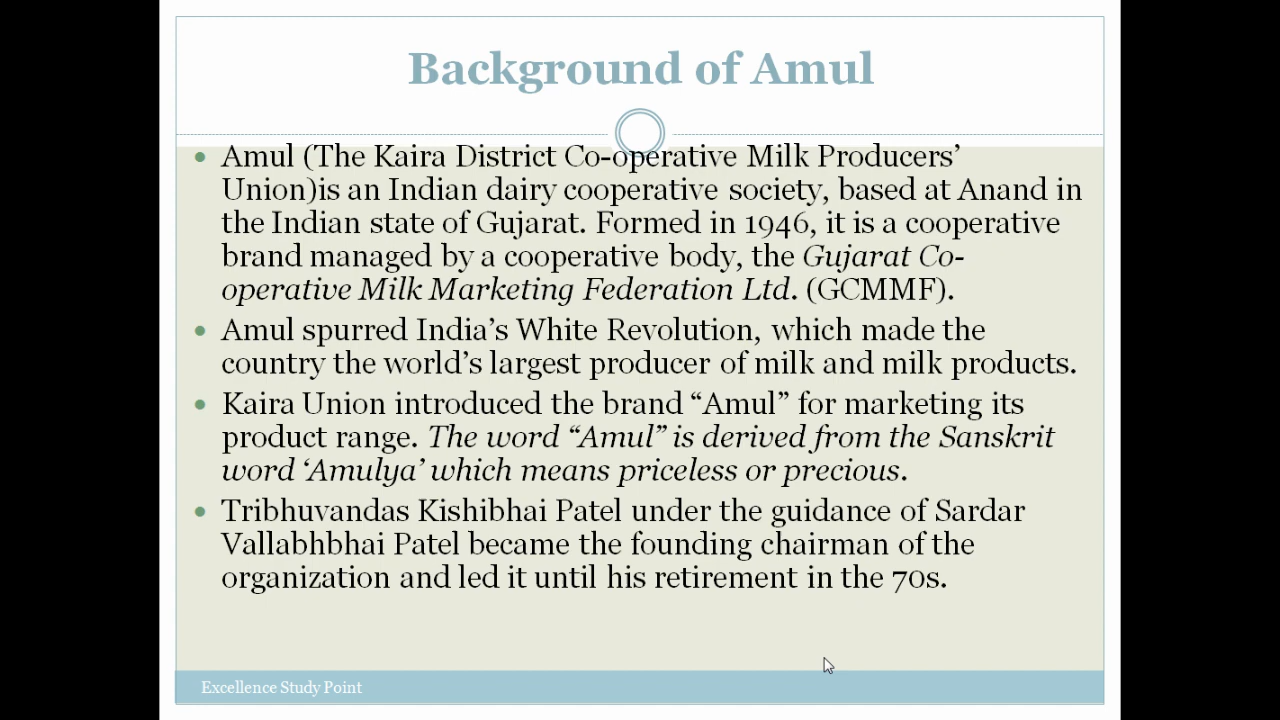 Background of Amul
• Amul (The Kaira District Co-operative Milk Producers’
Union)is an Indian dairy cooperative society, based at Anand in
the Indian state of Gujarat. Formed in 1946, it is a cooperative
brand managed by a cooperative body, the Gujarat Co-
operative Milk Marketing Federation Ltd. (GCMMF).
• Amul spurred India’s White Revolution, which made the
country the world’s largest producer of milk and milk products.
• Kaira Union introduced the brand “Amul” for marketing its
product range. The word “Amul” is derived from the Sanskrit
word ‘Amulya’ which means priceless or precious.
• Tribhuvandas Kishibhai Patel under the guidance of Sardar
Vallabhbhai Patel became the founding chairman of the
organization and led it until his retirement in the 70s.
Excellence Study Point